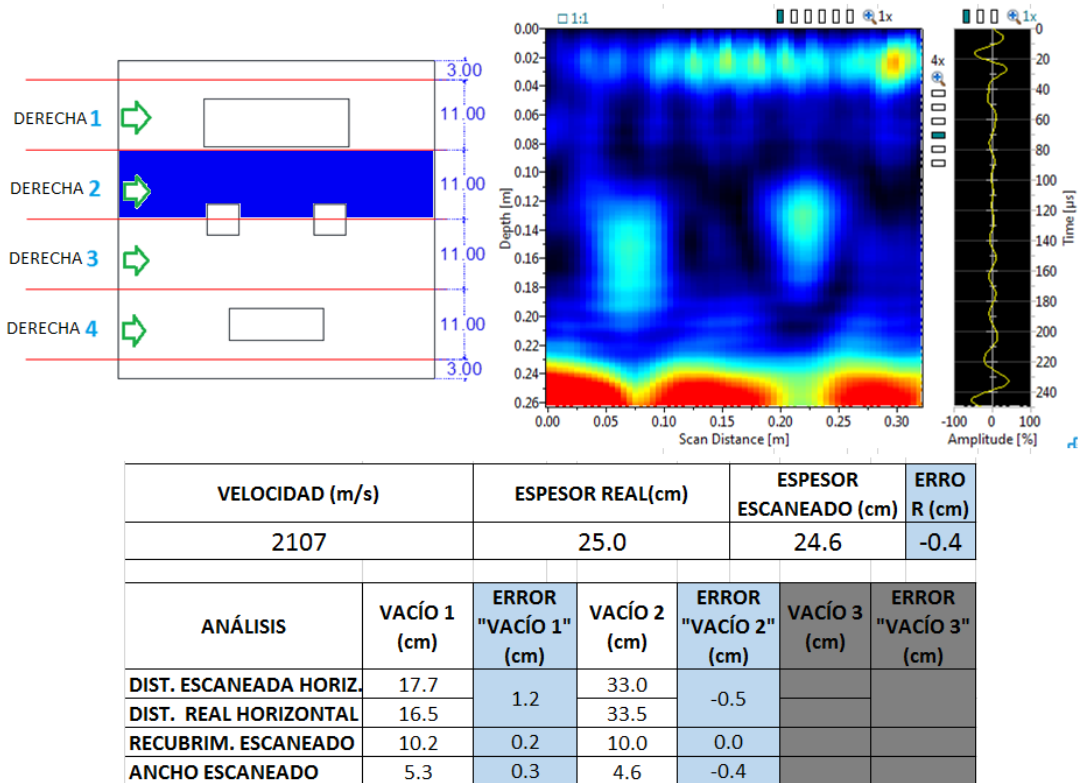 3.00
DERECHA 1
11.00
DERECHA 2
11.00
DERECHA 3
11.00
DERECHA 4
11.00
3.00
1:1
1x
0.00
0.02
0.04
0.06
0.08
0.10
0.12
0.14
0.16
0.18
0.20
0.22
0.24
0.26
Depth [m]
0.00 0.05 0.10 0.15 0.20 0.25 0.30
Scan Distance [m]
4x
1x
0
20
40
60
80
100
120
140
160
180
200
220
240
Time [µs]
-100 0 100
Amplitude [%]
VELOCIDAD (m/s) ESPESOR REAL(cm) ESPESOR ERRO
ESCANEADO (cm) R (cm)
2107 25.0 24.6 -0.4
ANÁLISIS VACÍO 1 ERROR VACÍO 2 ERROR VACÍO 3 ERROR
(cm) "VACÍO 1" (cm) "VACÍO 2" (cm) "VACÍO 3"
(cm) (cm) (cm)
DIST. ESCANEADA HORIZ. 17.7 1.2 33.0 -0.5
DIST. REAL HORIZONTAL 16.5 33.5
RECUBRIM. ESCANEADO 10.2 0.2 10.0 0.0
ANCHO ESCANEADO 5.3 0.3 4.6 -0.4